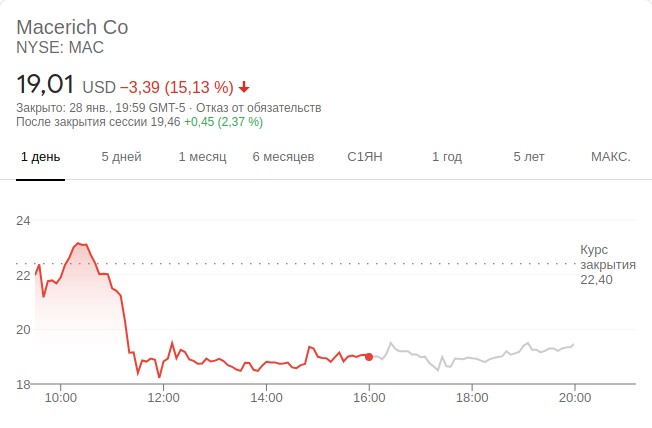 Macerich Co
NYSE: MAC
19,01 USD −3,39 (15,13 %)
Закрыто: 28 янв., 19:59 GMT-5 · Отказ от обязательств
После закрытия сессии 19,46 +0,45 (2,37 %)
1 день 5 дней 1 месяц 6 месяцев С1ЯН 1 год 5 лет МАКС.
24
Курс
закрытия
22,40
22
20
18
10:00 12:00 14:00 16:00 18:00 20:00